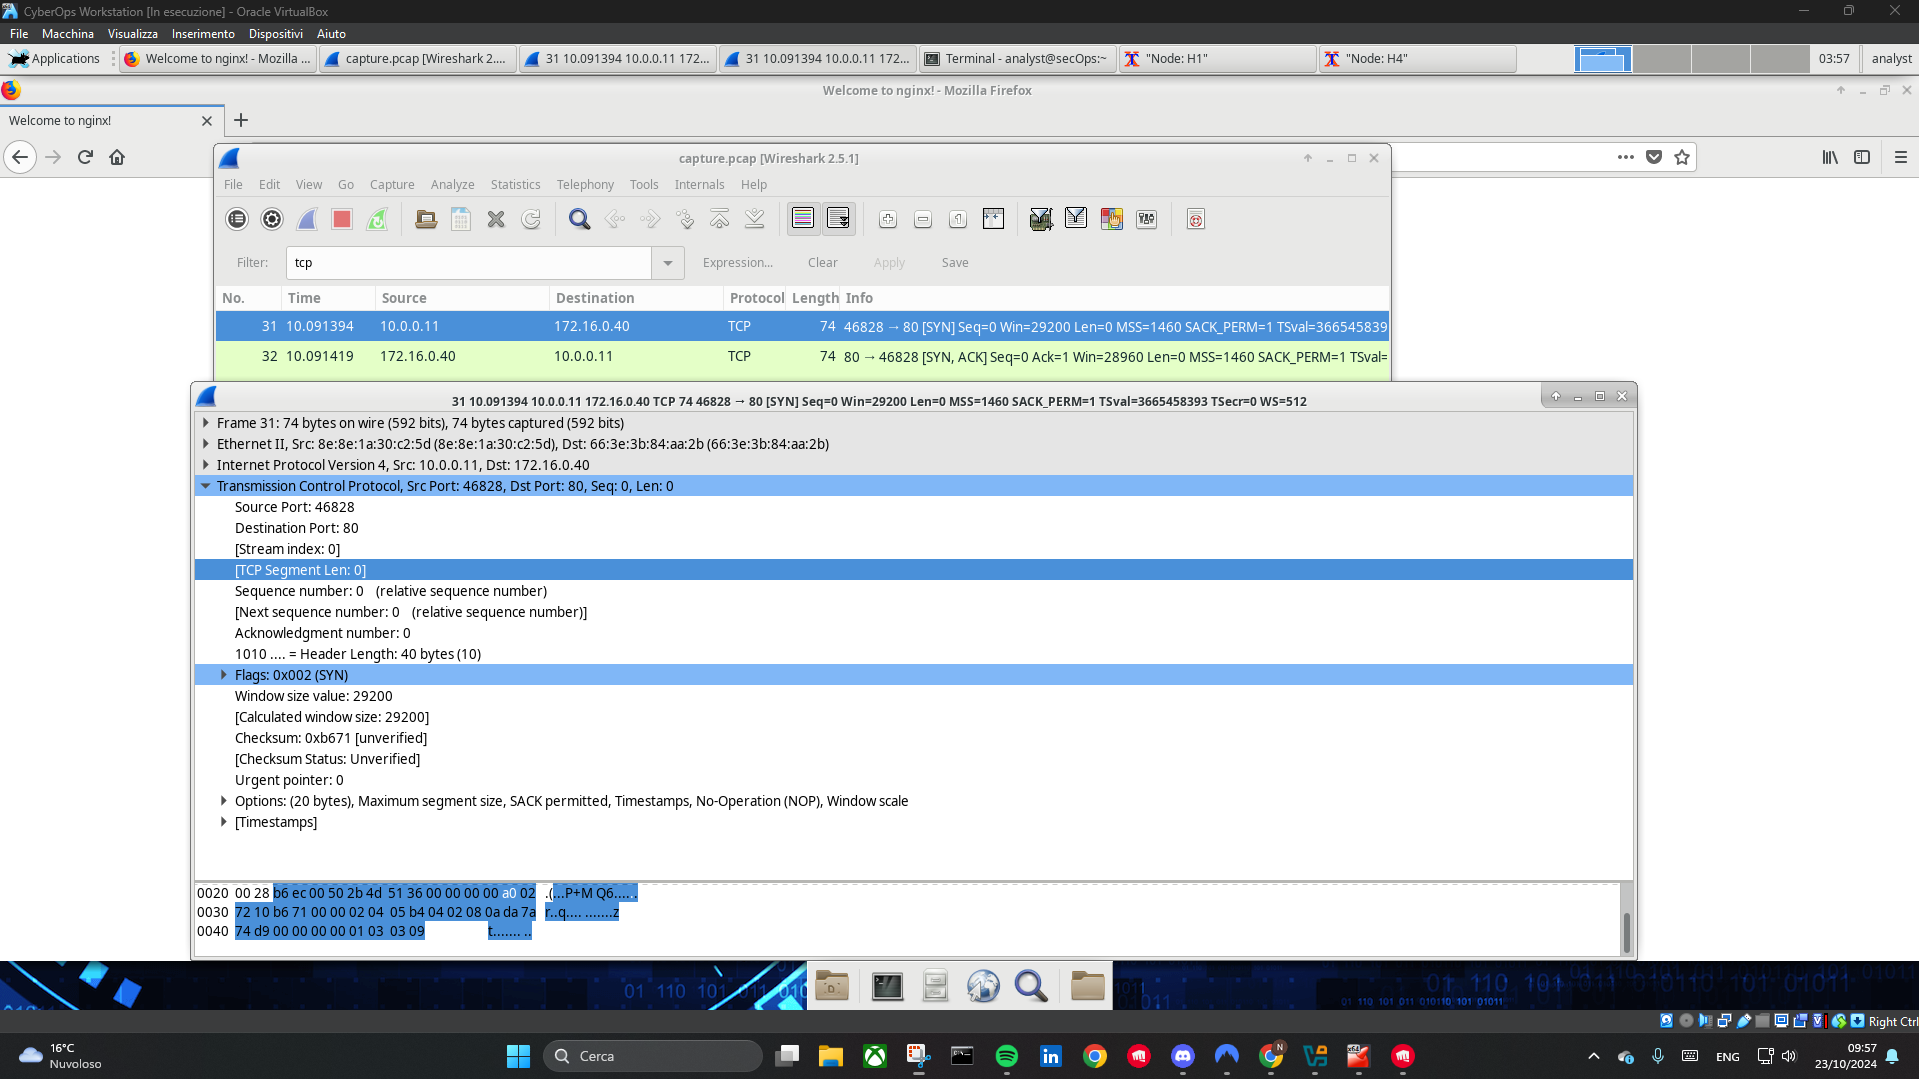 CyberOps Workstation [In esecuzione] - Oracle VirtualBox
File Macchina Visualizza Inserimento Dispositivi Aiuto
Applications Welcome to nginx! - Mozilla ... capture.pcap [Wireshark 2.... 31 10.091394 10.0.0.11 172... 31 10.091394 10.0.0.11 172... Terminal - analyst@secOps:~ "Node: H1" "Node: H4" 03:57 analyst
Welcome to nginx! - Mozilla Firefox
Welcome to nginx!
capture.pcap [Wireshark 2.5.1]
File Edit View Go Capture Analyze Statistics Telephony Tools Internals Help
Filter: tcp Expression... Clear Apply Save
No. Time Source Destination Protocol Length Info
31 10.091394 10.0.0.11 172.16.0.40 TCP 74 46828 → 80 [SYN] Seq=0 Win=29200 Len=0 MSS=1460 SACK_PERM=1 TSval=366545839
32 10.091419 172.16.0.40 10.0.0.11 TCP 74 80 → 46828 [SYN, ACK] Seq=0 Ack=1 Win=28960 Len=0 MSS=1460 SACK_PERM=1 TSval=
31 10.091394 10.0.0.11 172.16.0.40 TCP 74 46828 → 80 [SYN] Seq=0 Win=29200 Len=0 MSS=1460 SACK_PERM=1 TSval=3665458393 TSecr=0 WS=512
Frame 31: 74 bytes on wire (592 bits), 74 bytes captured (592 bits)
Ethernet II, Src: 8e:8e:1a:30:c2:5d (8e:8e:1a:30:c2:5d), Dst: 66:3e:3b:84:aa:2b (66:3e:3b:84:aa:2b)
Internet Protocol Version 4, Src: 10.0.0.11, Dst: 172.16.0.40
Transmission Control Protocol, Src Port: 46828, Dst Port: 80, Seq: 0, Len: 0
Source Port: 46828
Destination Port: 80
[Stream index: 0]
[TCP Segment Len: 0]
Sequence number: 0 (relative sequence number)
[Next sequence number: 0 (relative sequence number)]
Acknowledgment number: 0
1010 .... = Header Length: 40 bytes (10)
Flags: 0x002 (SYN)
Window size value: 29200
[Calculated window size: 29200]
Checksum: 0xb671 [unverified]
[Checksum Status: Unverified]
Urgent pointer: 0
Options: (20 bytes), Maximum segment size, SACK permitted, Timestamps, No-Operation (NOP), Window scale
[Timestamps]
0020 00 28 b6 ec 00 50 2b 4d 51 36 00 00 00 00 a0 02 .(...P+M Q6......
0030 72 10 b6 71 00 00 02 04 05 b4 04 02 08 0a da 7a r..q.... .......z
0040 74 d9 00 00 00 00 01 03 03 09 t....... ..
Right Ctrl
16°C
Nuvoloso
Cerca
ENG
09:57
23/10/2024